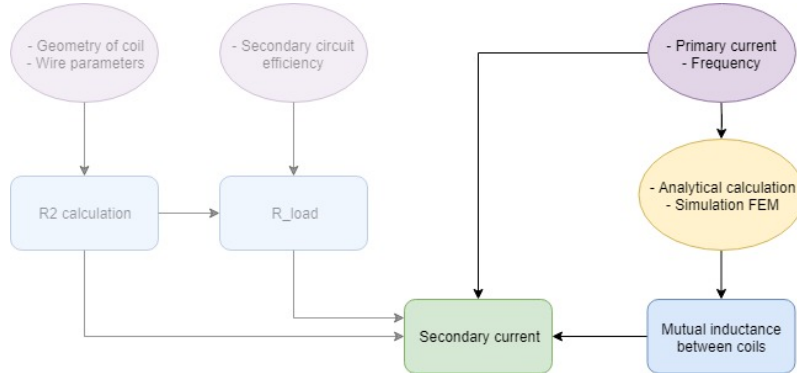 - Geometry of coil
- Wire parameters
- Secondary circuit
efficiency
- Primary current
- Frequency
- Analytical calculation
- Simulation FEM
R2 calculation
R_load
Secondary current
Mutual inductance
between coils